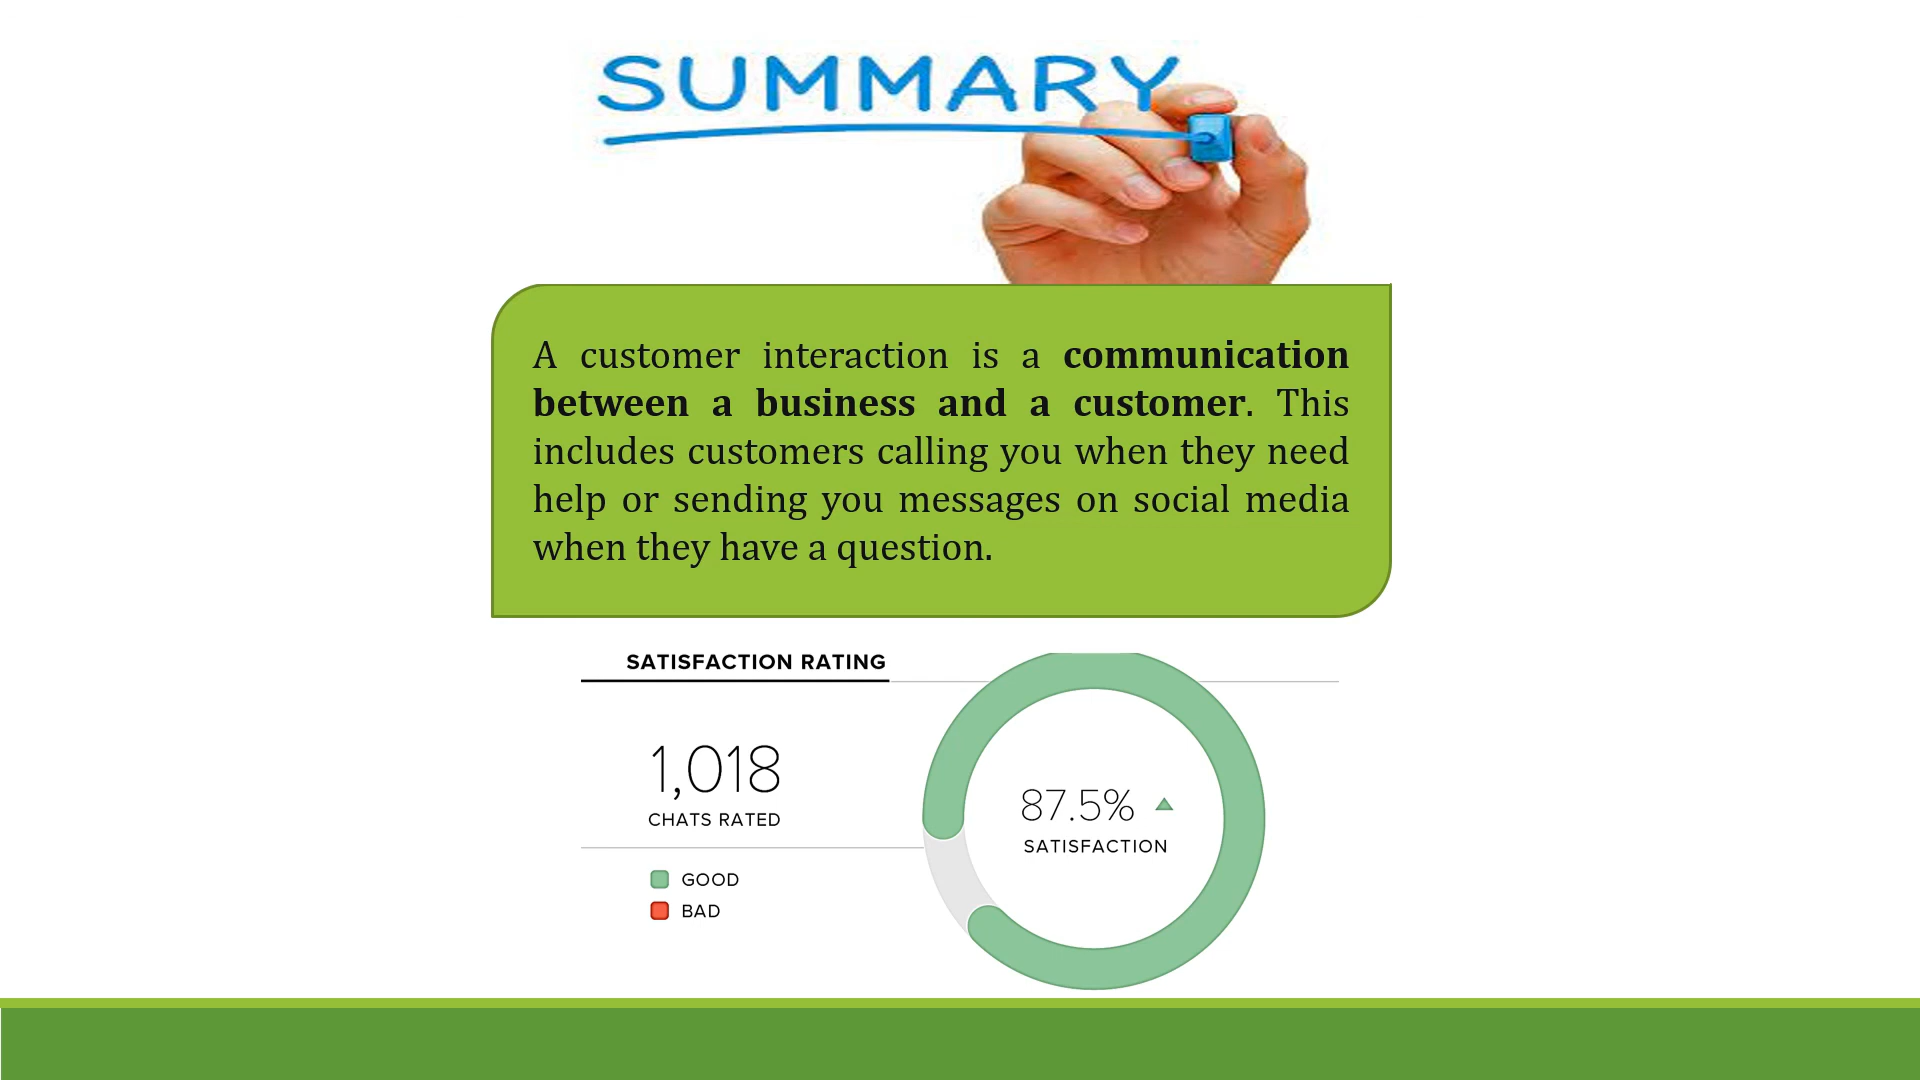 SUMMARY
A customer interaction is a communication
between a business and a customer. This
includes customers calling you when they need
help or sending you messages on social media
when they have a question.
SATISFACTION RATING
1,018
CHATS RATED
GOOD
BAD
87.5%
SATISFACTION